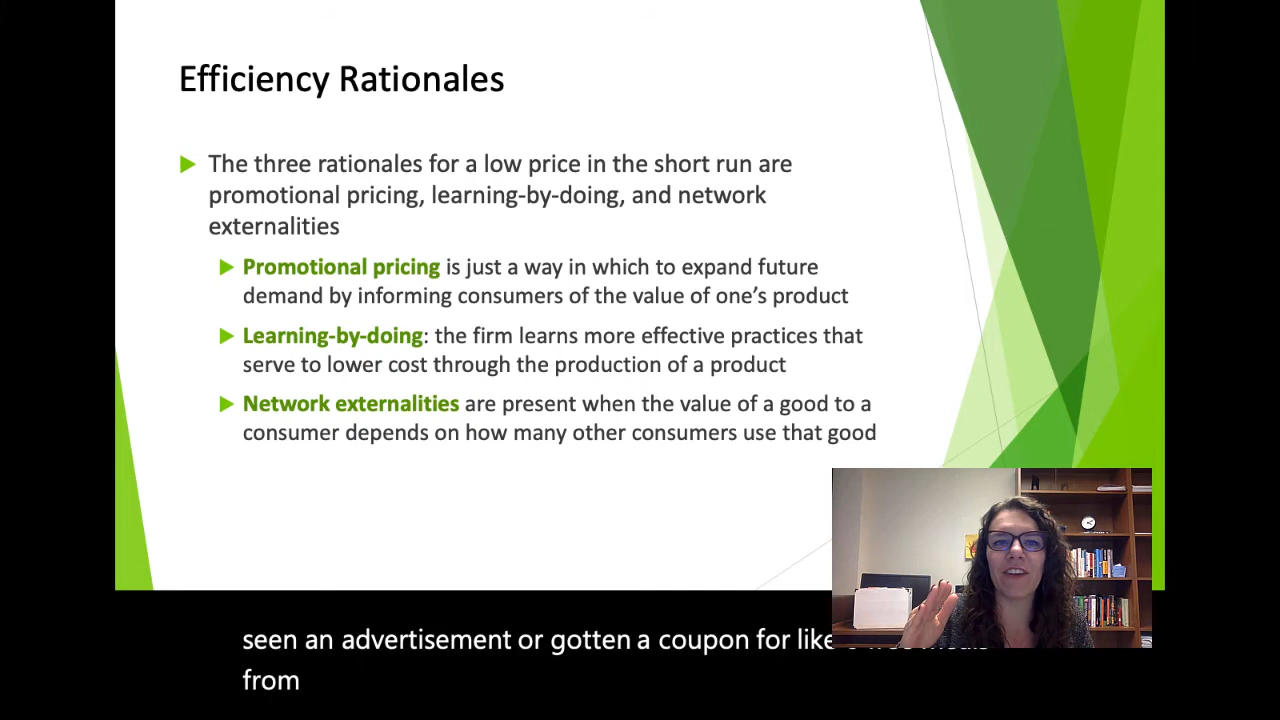 Efficiency Rationales
The three rationales for a low price in the short run are
promotional pricing, learning-by-doing, and network
externalities
Promotional pricing is just a way in which to expand future
demand by informing consumers of the value of one’s product
Learning-by-doing: the firm learns more effective practices that
serve to lower cost through the production of a product
Network externalities are present when the value of a good to a
consumer depends on how many other consumers use that good
seen an advertisement or gotten a coupon for like
from